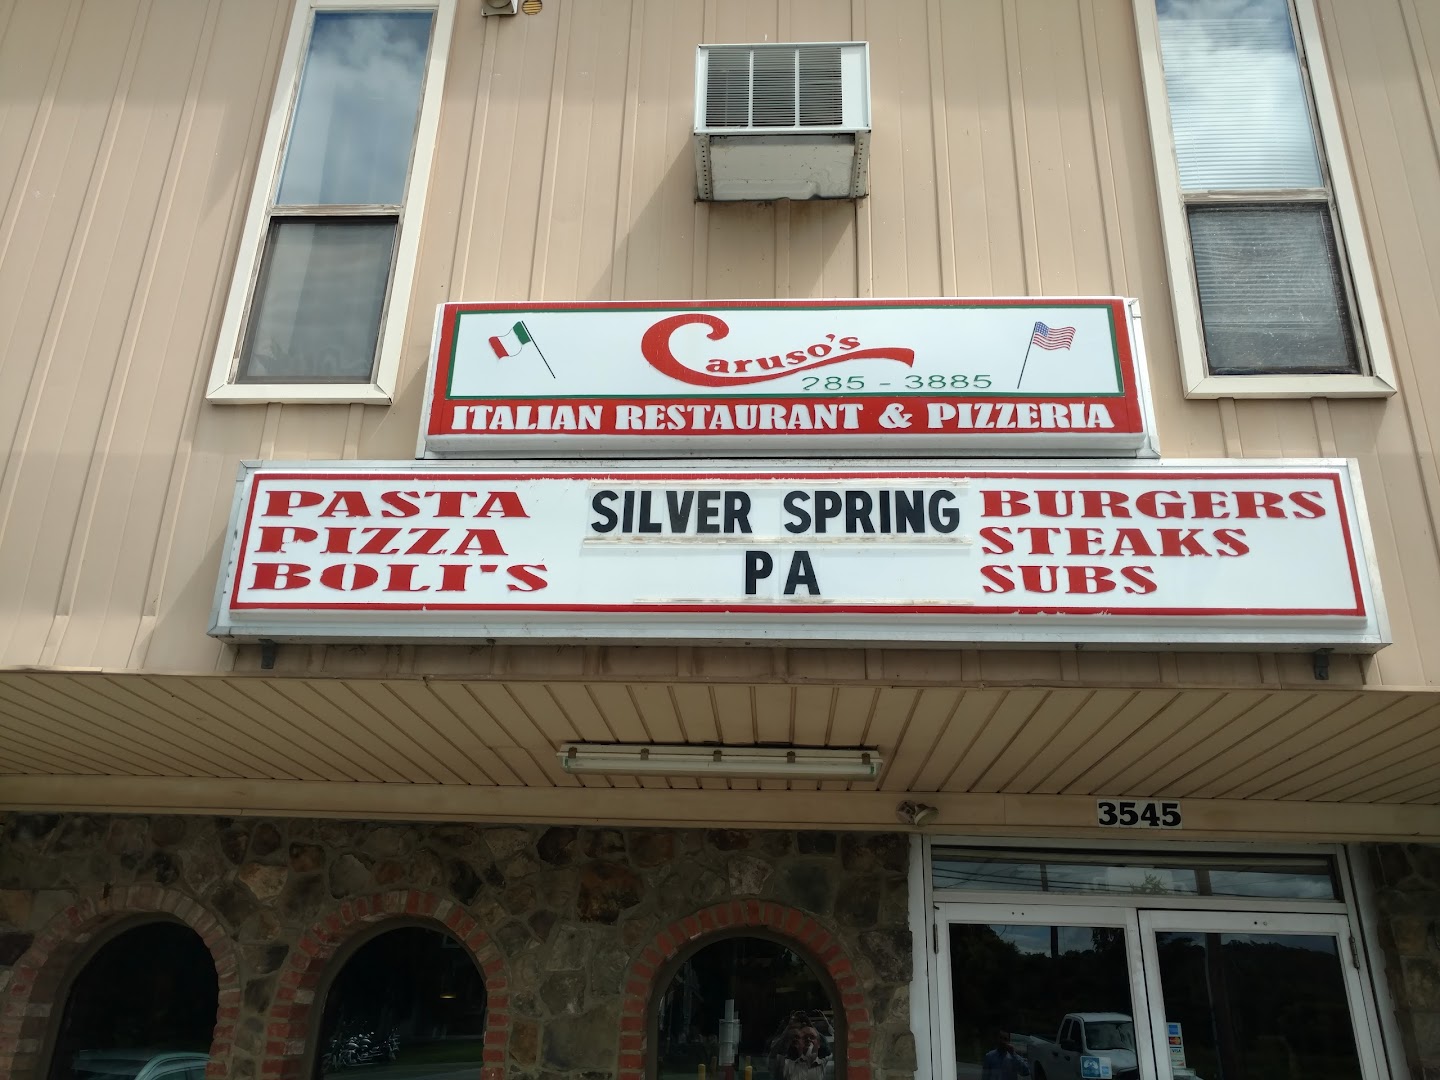 Caruso's
285 - 3885
ITALIAN RESTAURANT & PIZZERIA
PASTA
PIZZA
BOLI'S
SILVER SPRING
PA
BURGERS
STEAKS
SUBS
3545